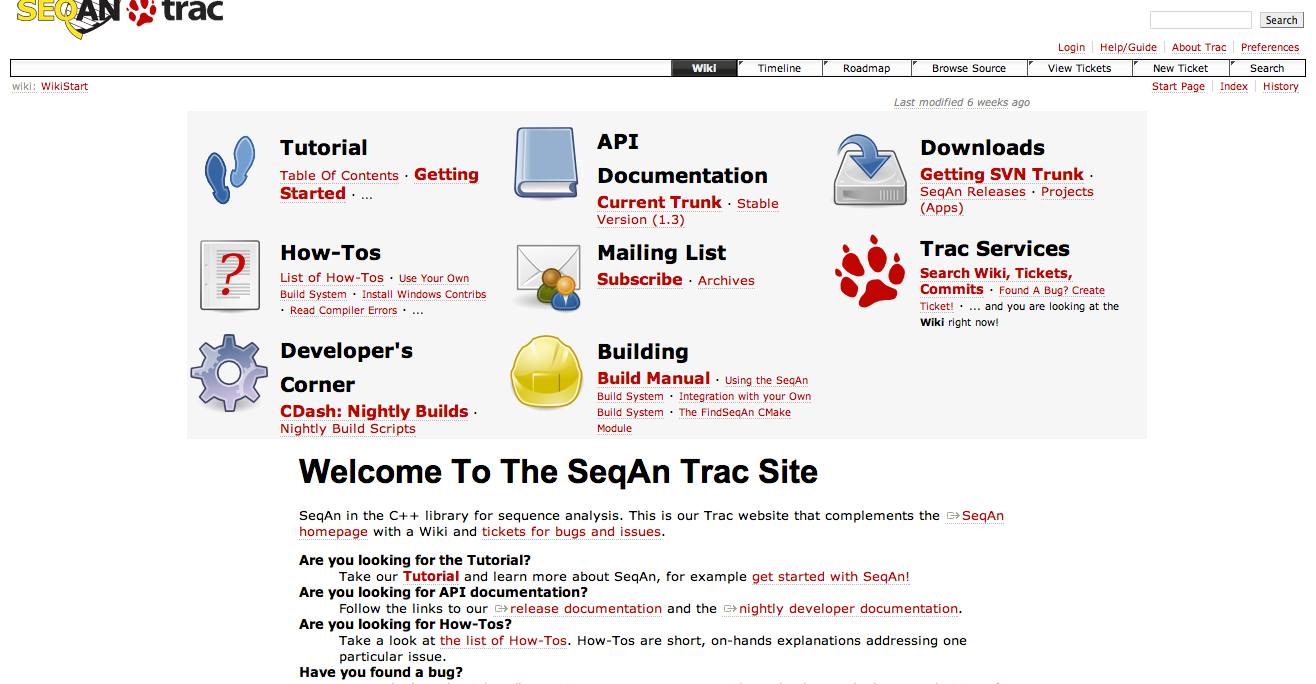 SEQAN trac
Search
Login Help/Guide About Trac Preferences
Wiki Timeline Roadmap Browse Source View Tickets New Ticket Search
wiki: WikiStart
Start Page Index History
Last modified 6 weeks ago
Tutorial
Table Of Contents · Getting
Started · ...
API
Documentation
Current Trunk · Stable
Version (1.3)
Downloads
Getting SVN Trunk ·
SeqAn Releases · Projects
(Apps)
How-Tos
List of How-Tos · Use Your Own
Build System · Install Windows Contribs
· Read Compiler Errors · ...
Mailing List
Subscribe · Archives
Trac Services
Search Wiki, Tickets,
Commits · Found A Bug? Create
Ticket! · ... and you are looking at the
Wiki right now!
Developer's
Corner
CDash: Nightly Builds ·
Nightly Build Scripts
Building
Build Manual · Using the SeqAn
Build System · Integration with your Own
Build System · The FindSeqAn CMake
Module
Welcome To The SeqAn Trac Site
SeqAn in the C++ library for sequence analysis. This is our Trac website that complements the SeqAn
homepage with a Wiki and tickets for bugs and issues.
Are you looking for the Tutorial?
Take our Tutorial and learn more about SeqAn, for example get started with SeqAn!
Are you looking for API documentation?
Follow the links to our release documentation and the nightly developer documentation.
Are you looking for How-Tos?
Take a look at the list of How-Tos. How-Tos are short, on-hands explanations addressing one
particular issue.
Have you found a bug?